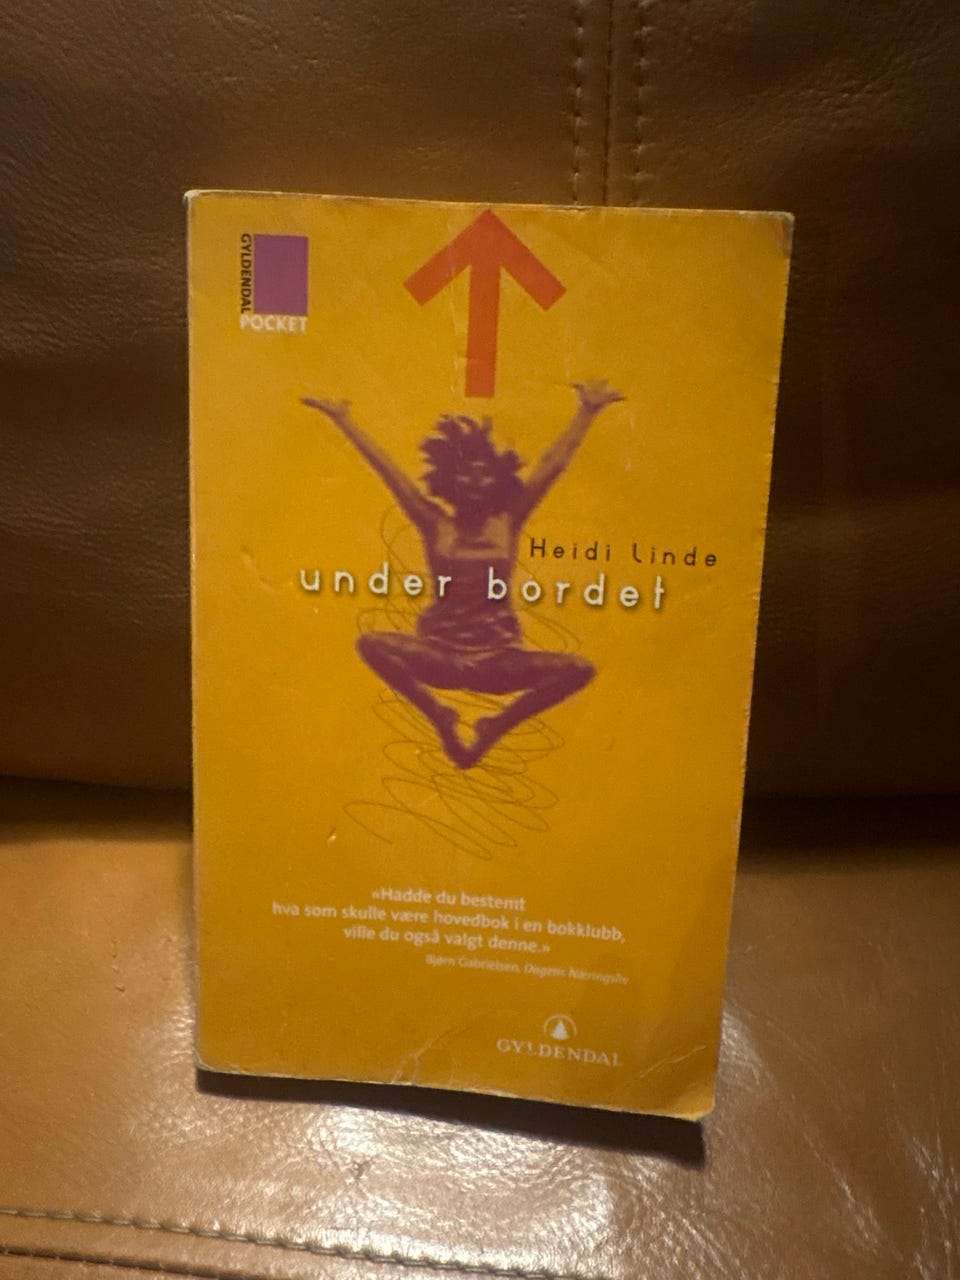 GYLDENDAL
POCKET
Heidi Linde
under bordet
«Hadde du bestemt
hva som skulle være hovedbok i en bokklubb,
ville du også valgt denne.»
Bjørn Gabrielsen, Dagens Næringsliv
GYLDENDAL